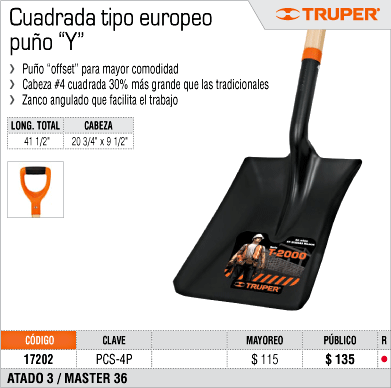 Cuadrada tipo europeo
puño “Y”
TRUPER®
Puño “offset” para mayor comodidad
Cabeza #4 cuadrada 30% más grande que las tradicionales
Zanco angulado que facilita el trabajo
LONG. TOTAL CABEZA
41 1/2" 20 3/4" x 9 1/2"
T-2000
TRUPER®
CÓDIGO CLAVE MAYOREO PÚBLICO R
17202 PCS-4P $ 115 $ 135
ATADO 3 / MASTER 36